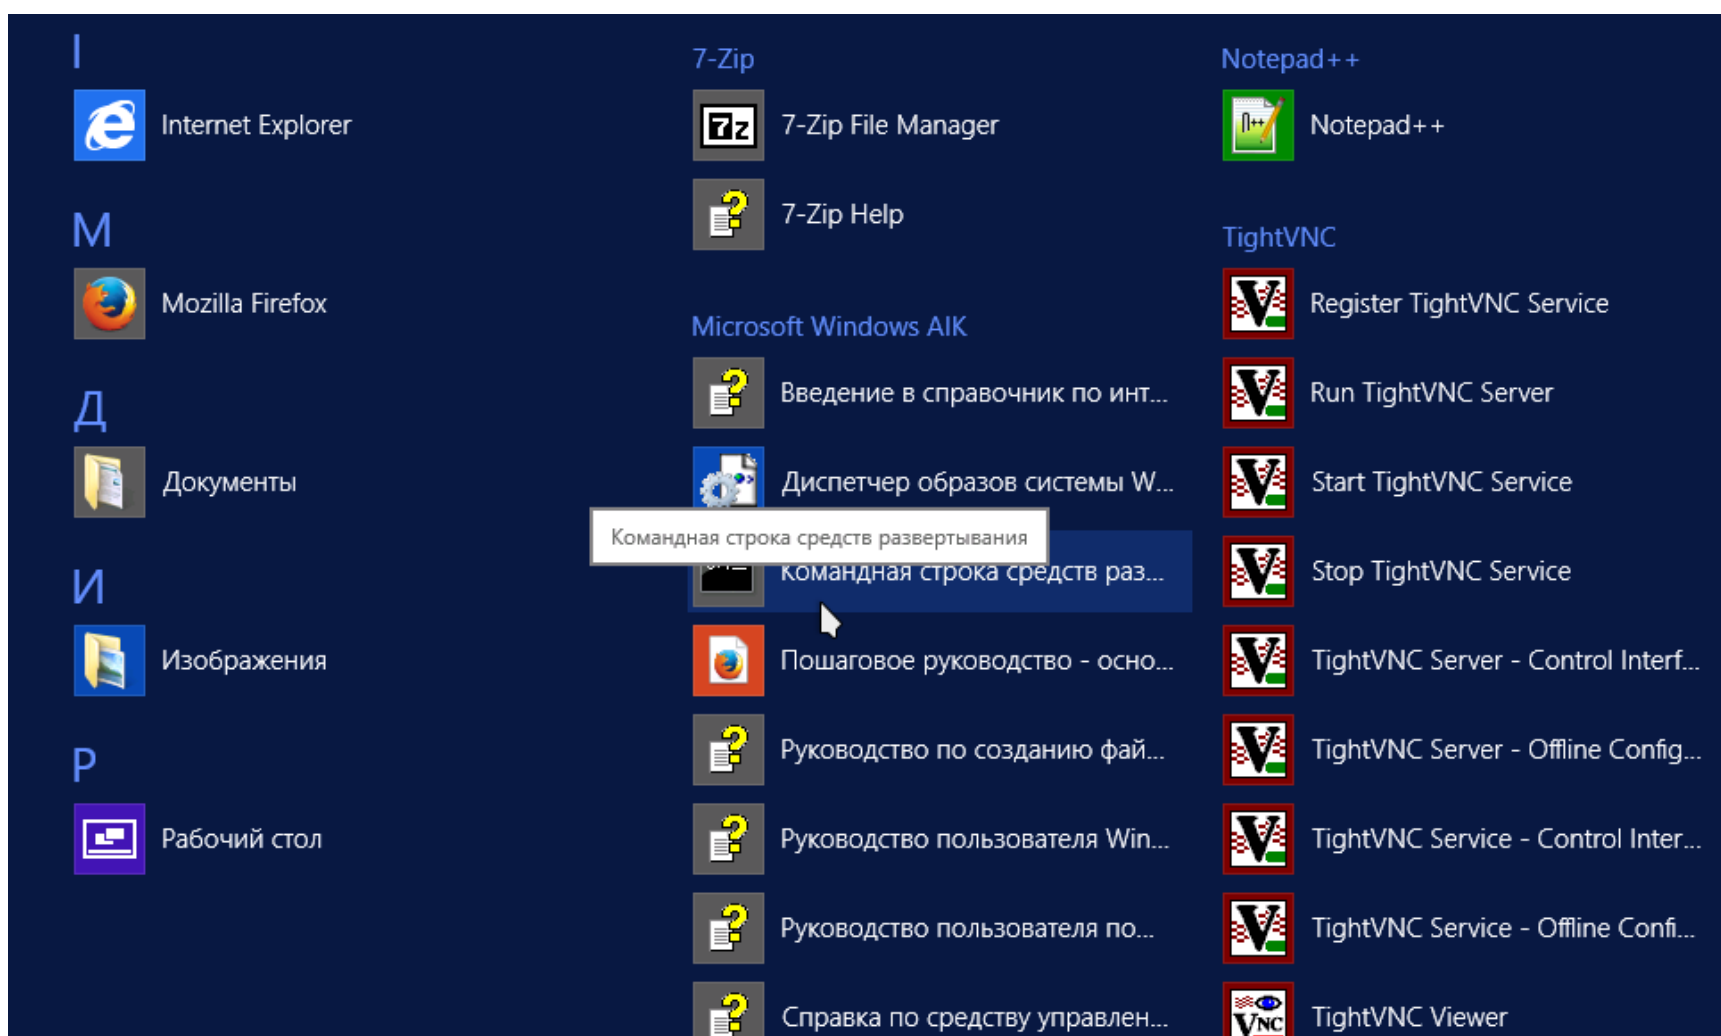 I
Internet Explorer
M
Mozilla Firefox
Д
Документы
И
Изображения
Р
Рабочий стол
7-Zip
7-Zip File Manager
7-Zip Help
Microsoft Windows AIK
Введение в справочник по инт...
Диспетчер образов системы W...
Командная строка средств развертывания
Командная строка средств раз...
Пошаговое руководство - осно...
Руководство по созданию фай...
Руководство пользователя Win...
Руководство пользователя по...
Справка по средству управлен...
Notepad++
Notepad++
TightVNC
Register TightVNC Service
Run TightVNC Server
Start TightVNC Service
Stop TightVNC Service
TightVNC Server - Control Interf...
TightVNC Server - Offline Config...
TightVNC Service - Control Inter...
TightVNC Service - Offline Confi...
TightVNC Viewer